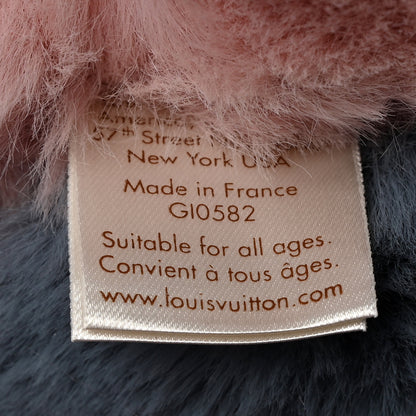 Americas,
57th Street
New York USA
Made in France
GI0582
Suitable for all ages.
Convient à tous âges.
www.louisvuitton.com